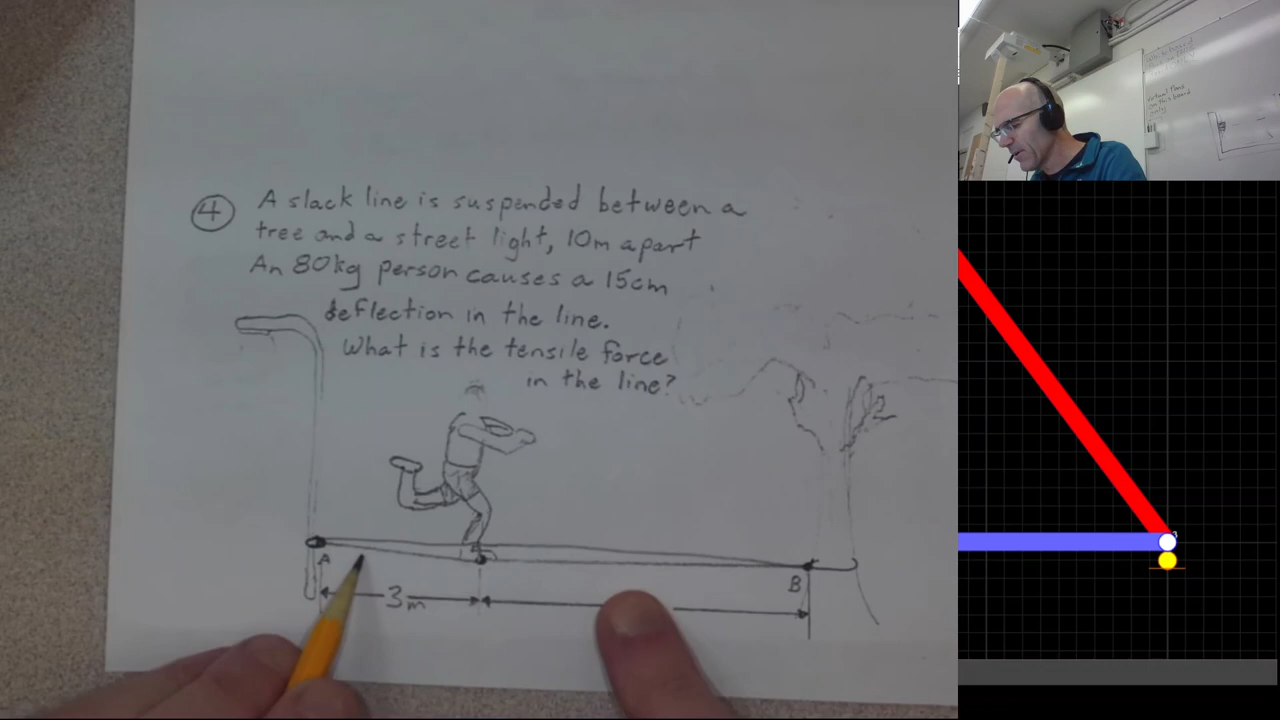 ④ A slack line is suspended between a
tree and a street light, 10m apart
An 80kg person causes a 15cm
deflection in the line.
What is the tensile force
in the line?
A
B
3m